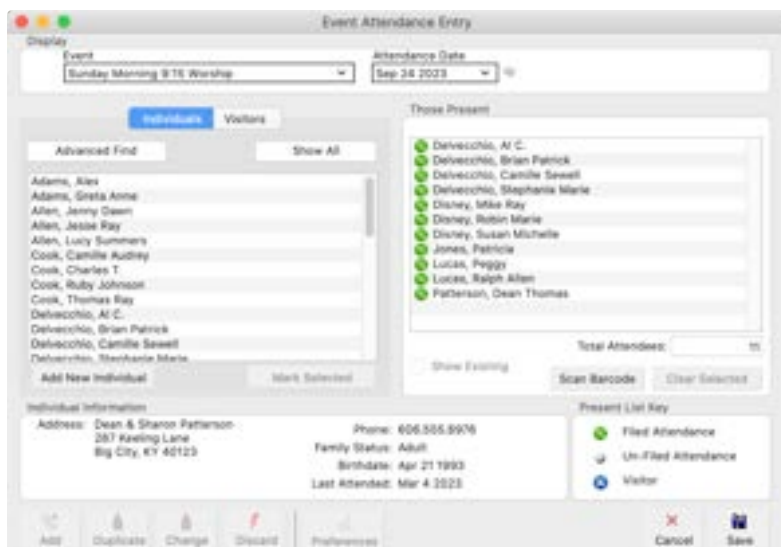 Event Attendance Entry
Display
Event
Attendance Date
Sunday Morning 9:15 Worship
Sep 24 2023
Individuals
Visitors
Advanced Find
Show All
Adams, Alex
Adams, Greta Anne
Allen, Jenny Dawn
Allen, Jesse Ray
Allen, Lucy Summers
Cook, Camille Audrey
Cook, Charles T
Cook, Ruby Johnson
Cook, Thomas Ray
Delvecchio, Al C.
Delvecchio, Brian Patrick
Delvecchio, Camille Sewell
Delvecchio, Stephanie Marie
Add New Individual
Mark Selected
Those Present
Delvecchio, Al C.
Delvecchio, Brian Patrick
Delvecchio, Camille Sewell
Delvecchio, Stephanie Marie
Disney, Mike Ray
Disney, Robin Marie
Disney, Susan Michelle
Jones, Patricia
Lucas, Peggy
Lucas, Ralph Allen
Patterson, Dean Thomas
Total Attendees: 11
Show Existing
Scan Barcode
Clear Selected
Individual Information
Address: Dean & Sharon Patterson
287 Keeling Lane
Big City, KY 40123
Phone: 606.555.8976
Family Status: Adult
Birthdate: Apr 21 1993
Last Attended: Mar 4 2023
Present List Key
Filed Attendance
Un-Filed Attendance
Visitor
Add
Duplicate
Change
Discard
Preferences
Cancel
Save